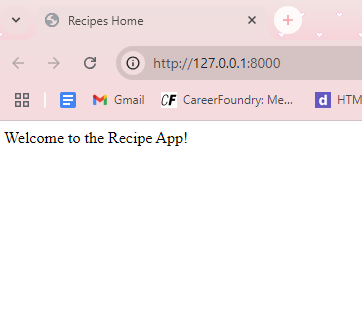 Recipes Home
http://127.0.0.1:8000
Gmail
CF CareerFoundry: Me...
d HTM
Welcome to the Recipe App!